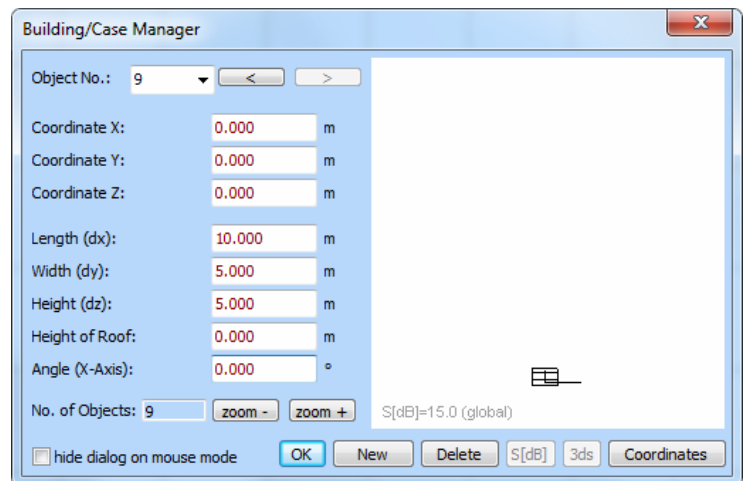 Building/Case Manager
Object No.: 9 < >
Coordinate X: 0.000 m
Coordinate Y: 0.000 m
Coordinate Z: 0.000 m
Length (dx): 10.000 m
Width (dy): 5.000 m
Height (dz): 5.000 m
Height of Roof: 0.000 m
Angle (X-Axis): 0.000 °
No. of Objects: 9 zoom - zoom + S[dB]=15.0 (global)
hide dialog on mouse mode OK New Delete S[dB] 3ds Coordinates